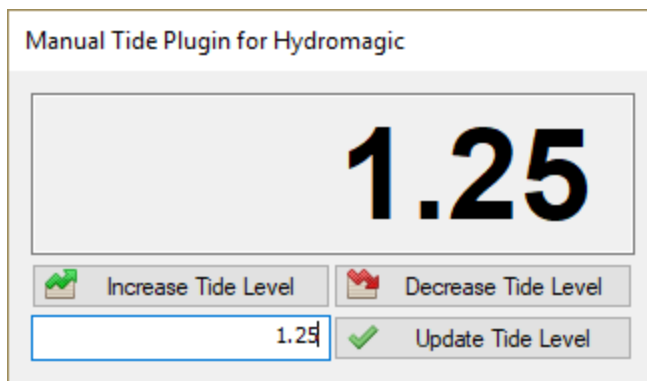 Manual Tide Plugin for Hydromagic
1.25
Increase Tide Level
Decrease Tide Level
1.25
Update Tide Level